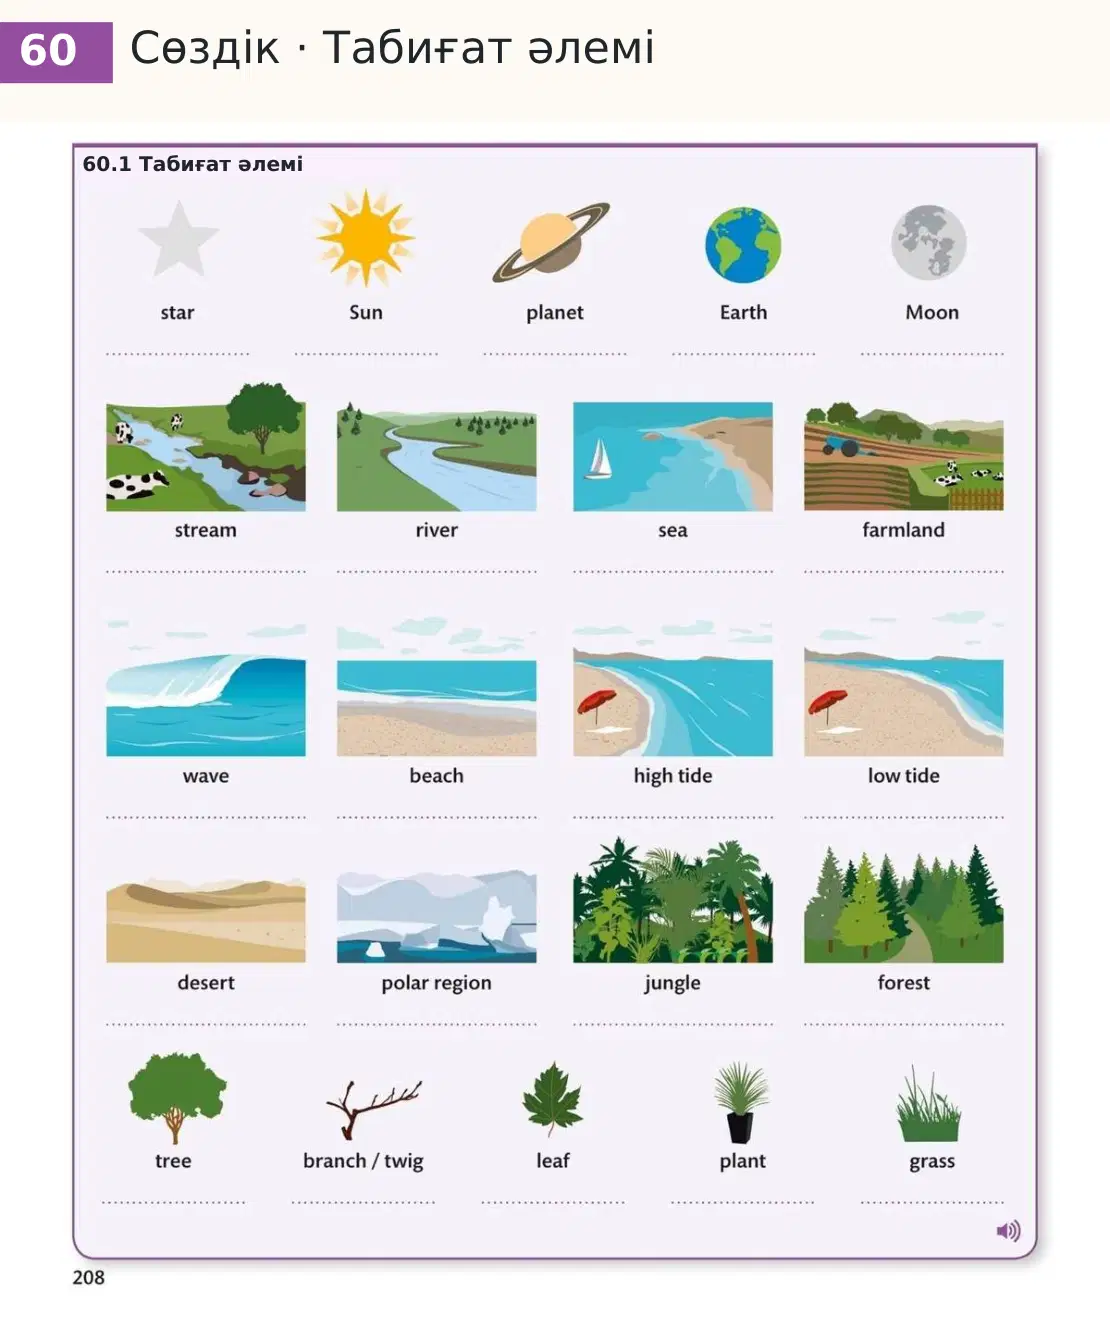 60 Сөздік · Табиғат әлемі
60.1 Табиғат әлемі
star Sun planet Earth Moon
stream river sea farmland
wave beach high tide low tide
desert polar region jungle forest
tree branch / twig leaf plant grass
208